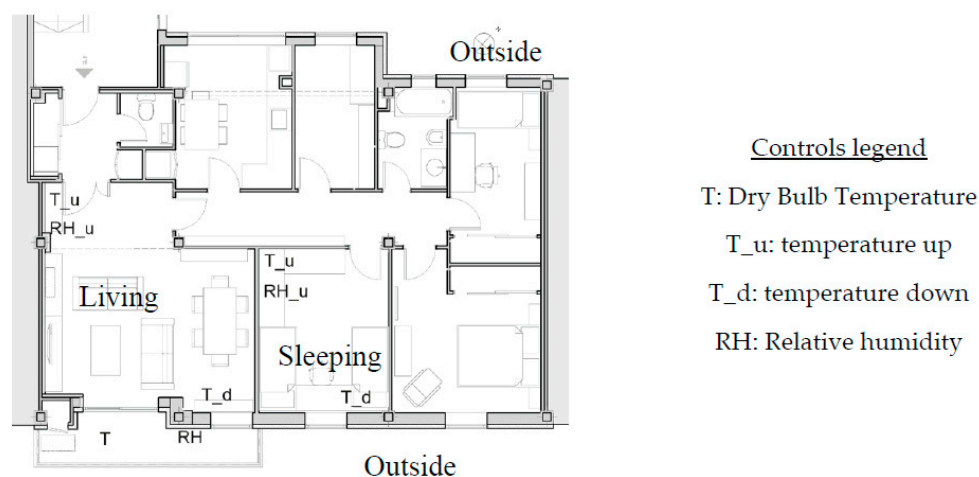 Outside
T_u
RH_u
T_u
RH_u
Living
Sleeping
T_d
T_d
T
RH
Outside
Controls legend
T: Dry Bulb Temperature
T_u: temperature up
T_d: temperature down
RH: Relative humidity